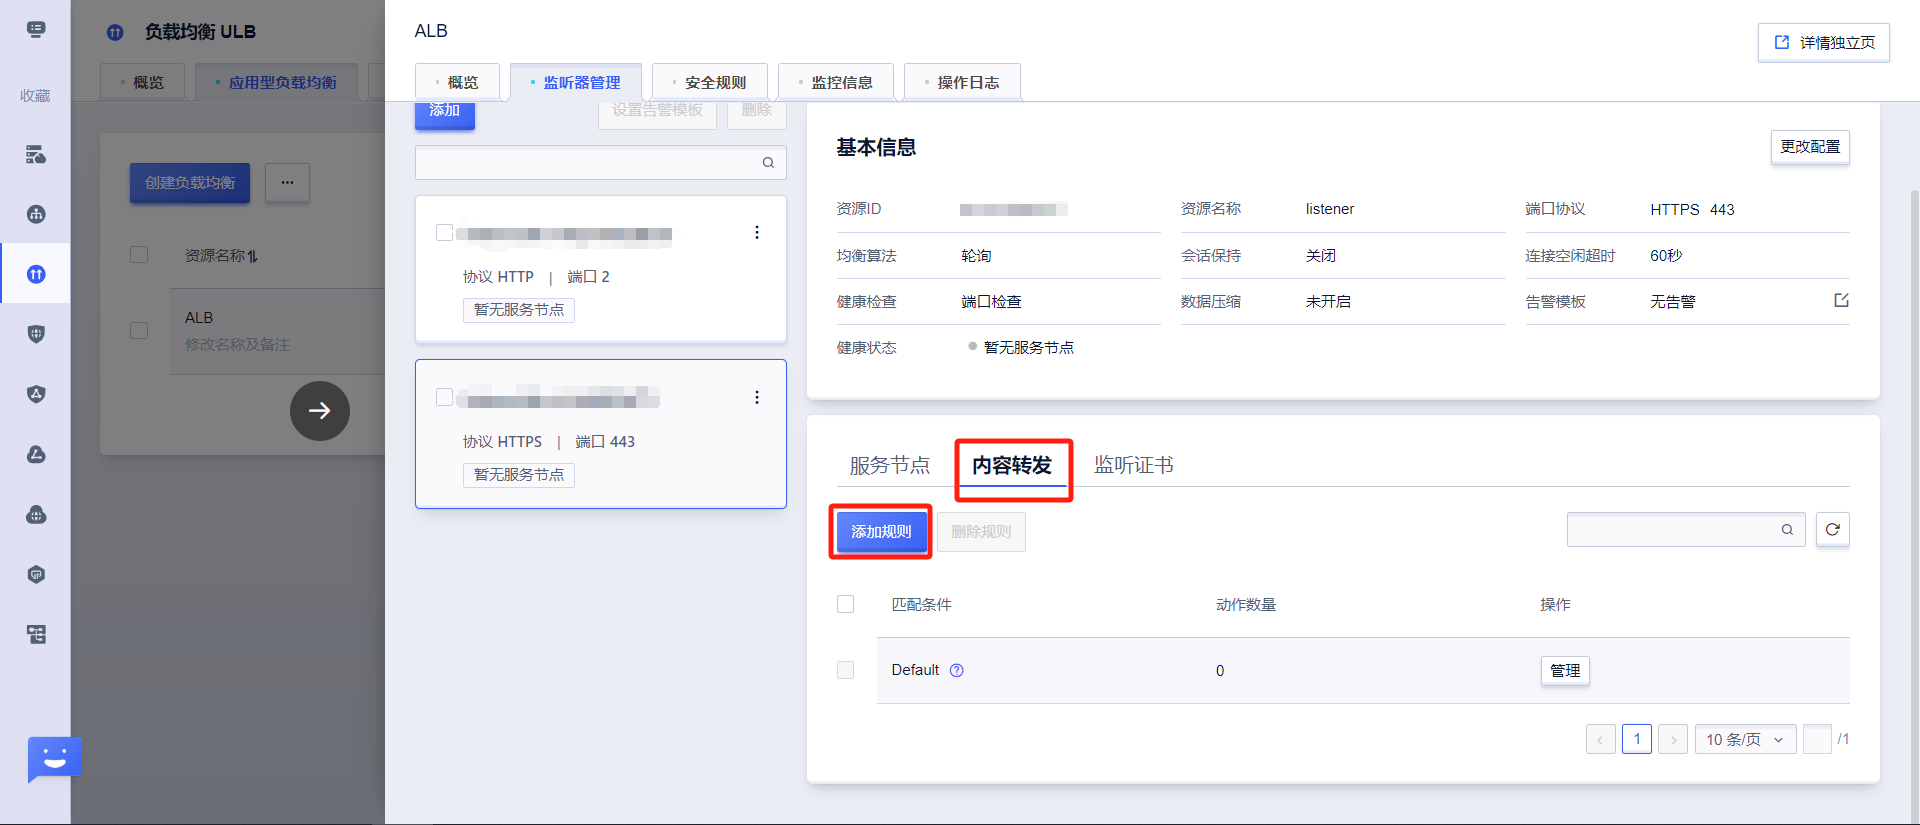 负载均衡 ULB
概览
应用型负载均衡
收藏
创建负载均衡
...
资源名称
ALB
修改名称及备注
ALB
详情独立页
概览
监听器管理
安全规则
监控信息
操作日志
添加
设置告警模板
删除
协议 HTTP | 端口 2
暂无服务节点
协议 HTTPS | 端口 443
暂无服务节点
基本信息
更改配置
资源ID
资源名称 listener
端口协议 HTTPS 443
均衡算法 轮询
会话保持 关闭
连接空闲超时 60秒
健康检查 端口检查
数据压缩 未开启
告警模板 无告警
健康状态 暂无服务节点
服务节点
内容转发
监听证书
添加规则
删除规则
匹配条件 动作数量 操作
Default 0 管理
1 10 条/页 /1